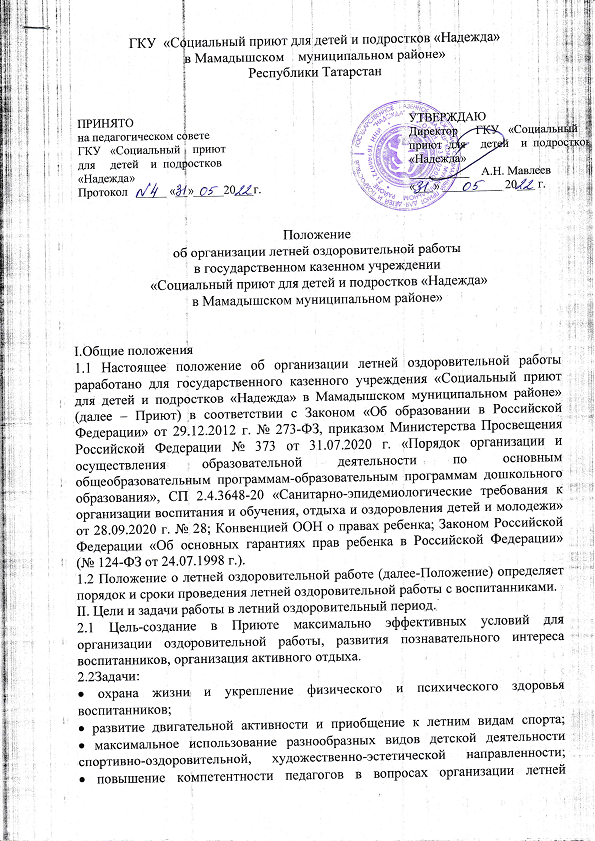 ГКУ «Социальный приют для детей и подростков «Надежда»
в Мамадышском муниципальном районе»
Республики Татарстан
ПРИНЯТО
на педагогическом совете
ГКУ «Социальный приют
для детей и подростков
«Надежда»
Протокол №4 «31» 05 2022г.
УТВЕРЖДАЮ
Директор ГКУ «Социальный
приют для детей и подростков
«Надежда»
А.Н. Мавлеев
«31» 05 2022 г.
Положение
об организации летней оздоровительной работы
в государственном казенном учреждении
«Социальный приют для детей и подростков «Надежда»
в Мамадышском муниципальном районе»
I.Общие положения
1.1 Настоящее положение об организации летней оздоровительной работы
раработано для государственного казенного учреждения «Социальный приют
для детей и подростков «Надежда» в Мамадышском муниципальном районе»
(далее – Приют) в соответствии с Законом «Об образовании в Российской
Федерации» от 29.12.2012 г. № 273-ФЗ, приказом Министерства Просвещения
Российской Федерации № 373 от 31.07.2020 г. «Порядок организации и
осуществления образовательной деятельности по основным
общеобразовательным программам-образовательным программам дошкольного
образования», СП 2.4.3648-20 «Санитарно-эпидемиологические требования к
организации воспитания и обучения, отдыха и оздоровления детей и молодежи»
от 28.09.2020 г. № 28; Конвенцией ООН о правах ребенка; Законом Российской
Федерации «Об основных гарантиях прав ребенка в Российской Федерации»
(№ 124-ФЗ от 24.07.1998 г.).
1.2 Положение о летней оздоровительной работе (далее-Положение) определяет
порядок и сроки проведения летней оздоровительной работы с воспитанниками.
II. Цели и задачи работы в летний оздоровительный период.
2.1 Цель-создание в Приюте максимально эффективных условий для
организации оздоровительной работы, развития познавательного интереса
воспитанников, организация активного отдыха.
2.2Задачи:
• охрана жизни и укрепление физического и психического здоровья
воспитанников;
• развитие двигательной активности и приобщение к летним видам спорта;
• максимальное использование разнообразных видов детской деятельности
спортивно-оздоровительной, художественно-эстетической направленности;
• повышение компетентности педагогов в вопросах организации летней